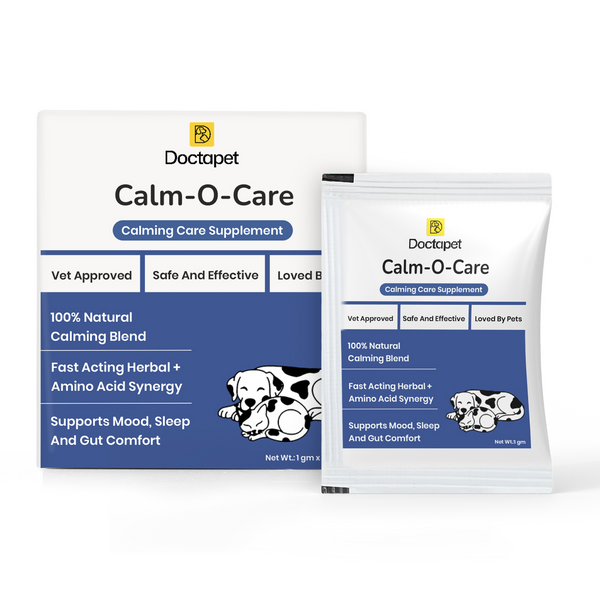 Doctapet
Calm-O-Care
Calming Care Supplement
Vet Approved
Safe And Effective
Loved B
100% Natural
Calming Blend
Fast Acting Herbal +
Amino Acid Synergy
Supports Mood, Sleep
And Gut Comfort
Net Wt.: 1 gm x
Doctapet
Calm-O-Care
Calming Care Supplement
Vet Approved
Safe And Effective
Loved By Pets
100% Natural
Calming Blend
Fast Acting Herbal +
Amino Acid Synergy
Supports Mood, Sleep
And Gut Comfort
Net Wt.1 gm